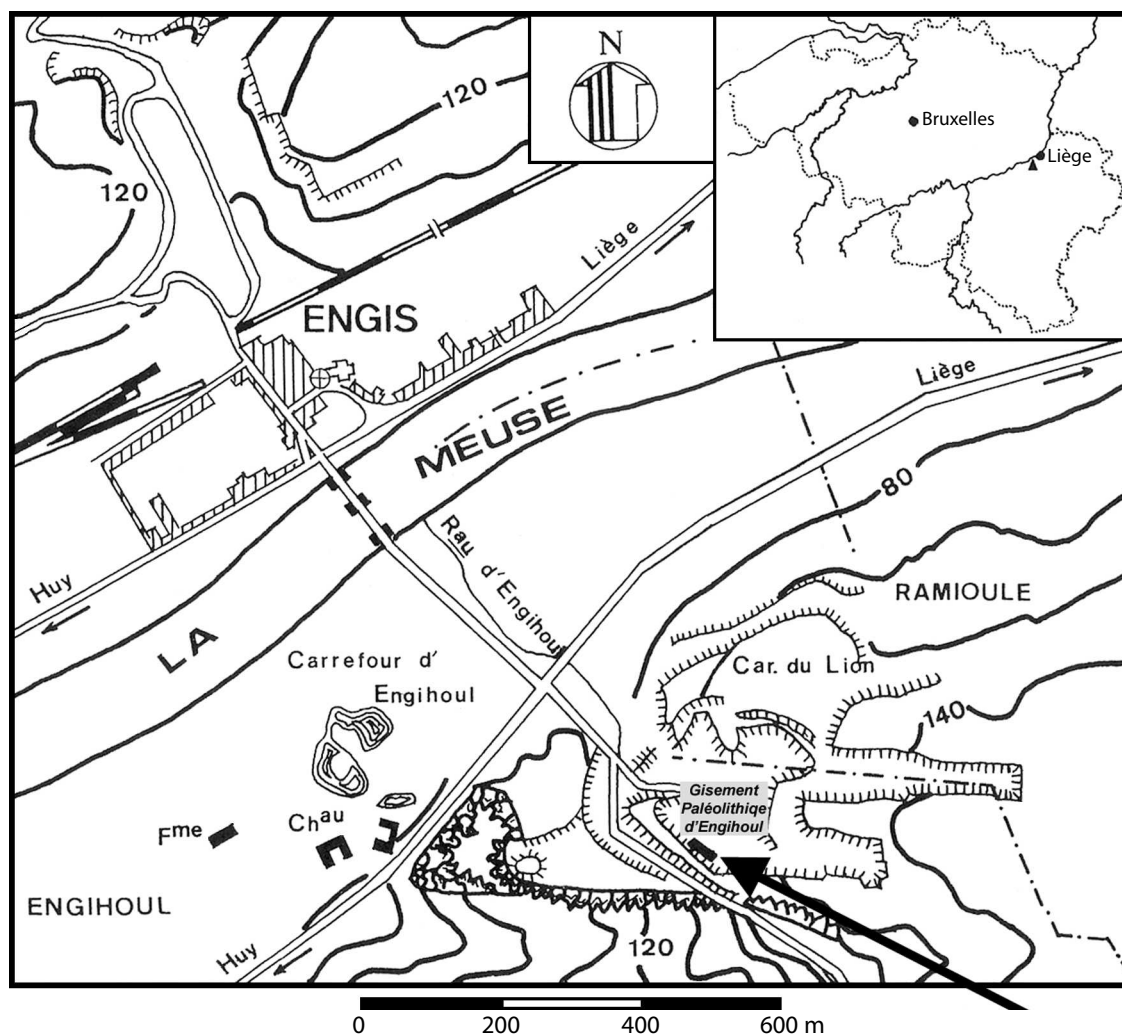 N
Bruxelles
Liège
120
120
Liège
ENGIS
LA MEUSE
Liège
80
Rau d'Engihoul
Huy
RAMIOULE
Carrefour d'
Engihoul
Car. du Lion
140
Gisement
Paléolithiqe
d'Engihoul
Fme
Chau
ENGIHOUL
120
Huy
0 200 400 600 m